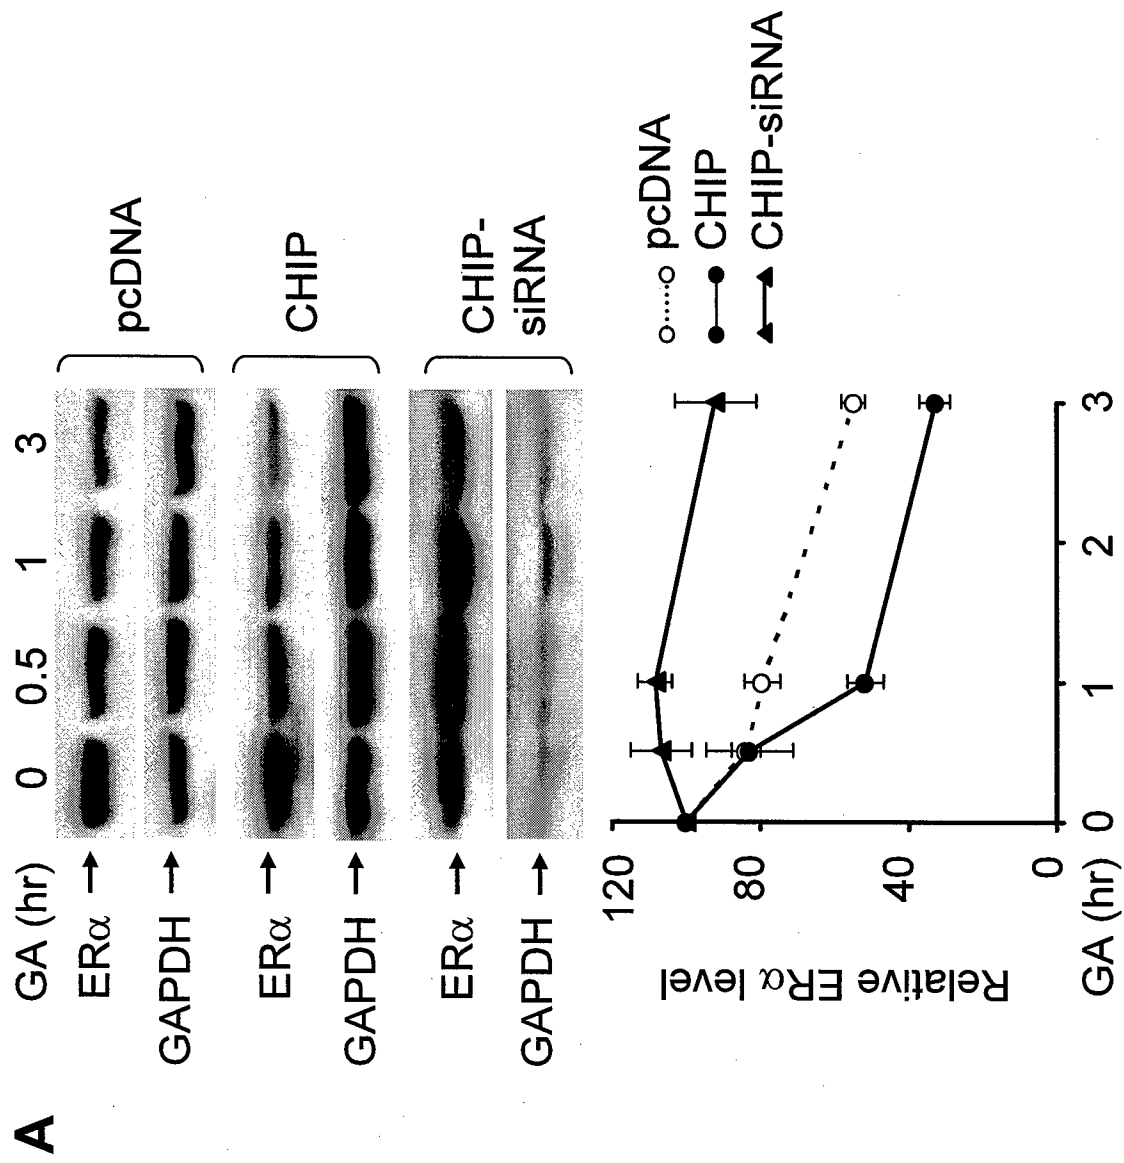 A
GA (hr) 0 0.5 1 3
ERα → pcDNA
GAPDH →
ERα → CHIP
GAPDH →
ERα → CHIP-
GAPDH → siRNA
pcDNA
CHIP
CHIP-siRNA
Relative ERα level
120
80
40
0
0 1 2 3
GA (hr)